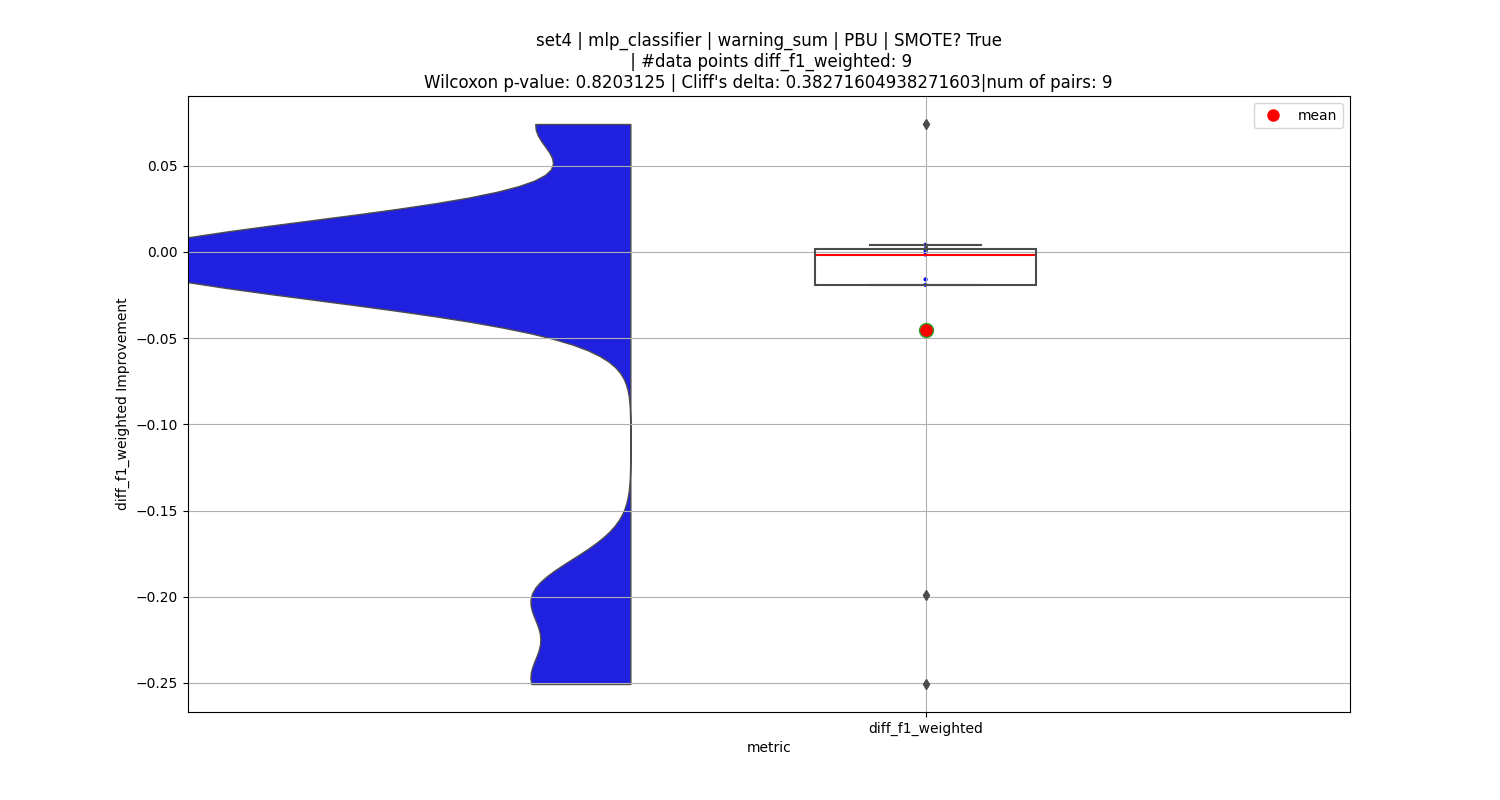 set4 | mlp_classifier | warning_sum | PBU | SMOTE? True
| #data points diff_f1_weighted: 9
Wilcoxon p-value: 0.8203125 | Cliff's delta: 0.38271604938271603|num of pairs: 9
mean
0.05
0.00
−0.05
−0.10
−0.15
−0.20
−0.25
diff_f1_weighted Improvement
diff_f1_weighted
metric